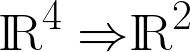 ℝ⁴ ⇒ ℝ²